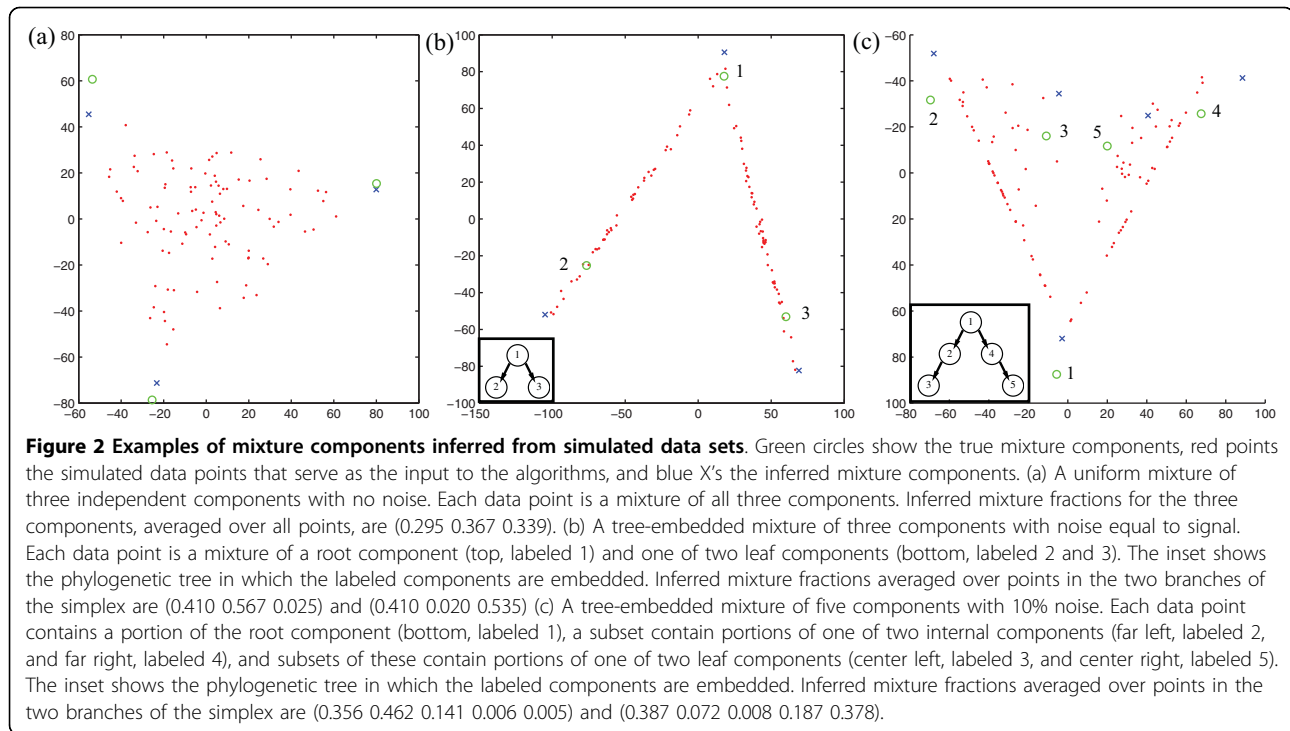 (a)
80
60
40
20
0
−20
−40
−60
−80
−80 −60 −40 −20 0 20 40 60 80 100
(b)
100
80
60
40
20
0
−20
−40
−60
−80
−100
−150 −100 −50 0 50 100
1
2
3
1
2 3
(c)
−60
−40
−20
0
20
40
60
80
100
−80 −60 −40 −20 0 20 40 60 80 100
2
3
5
4
1
1
2 4
3 5
Figure 2 Examples of mixture components inferred from simulated data sets. Green circles show the true mixture components, red points
the simulated data points that serve as the input to the algorithms, and blue X's the inferred mixture components. (a) A uniform mixture of
three independent components with no noise. Each data point is a mixture of all three components. Inferred mixture fractions for the three
components, averaged over all points, are (0.295 0.367 0.339). (b) A tree-embedded mixture of three components with noise equal to signal.
Each data point is a mixture of a root component (top, labeled 1) and one of two leaf components (bottom, labeled 2 and 3). The inset shows
the phylogenetic tree in which the labeled components are embedded. Inferred mixture fractions averaged over points in the two branches of
the simplex are (0.410 0.567 0.025) and (0.410 0.020 0.535) (c) A tree-embedded mixture of five components with 10% noise. Each data point
contains a portion of the root component (bottom, labeled 1), a subset contain portions of one of two internal components (far left, labeled 2,
and far right, labeled 4), and subsets of these contain portions of one of two leaf components (center left, labeled 3, and center right, labeled 5).
The inset shows the phylogenetic tree in which the labeled components are embedded. Inferred mixture fractions averaged over points in the
two branches of the simplex are (0.356 0.462 0.141 0.006 0.005) and (0.387 0.072 0.008 0.187 0.378).